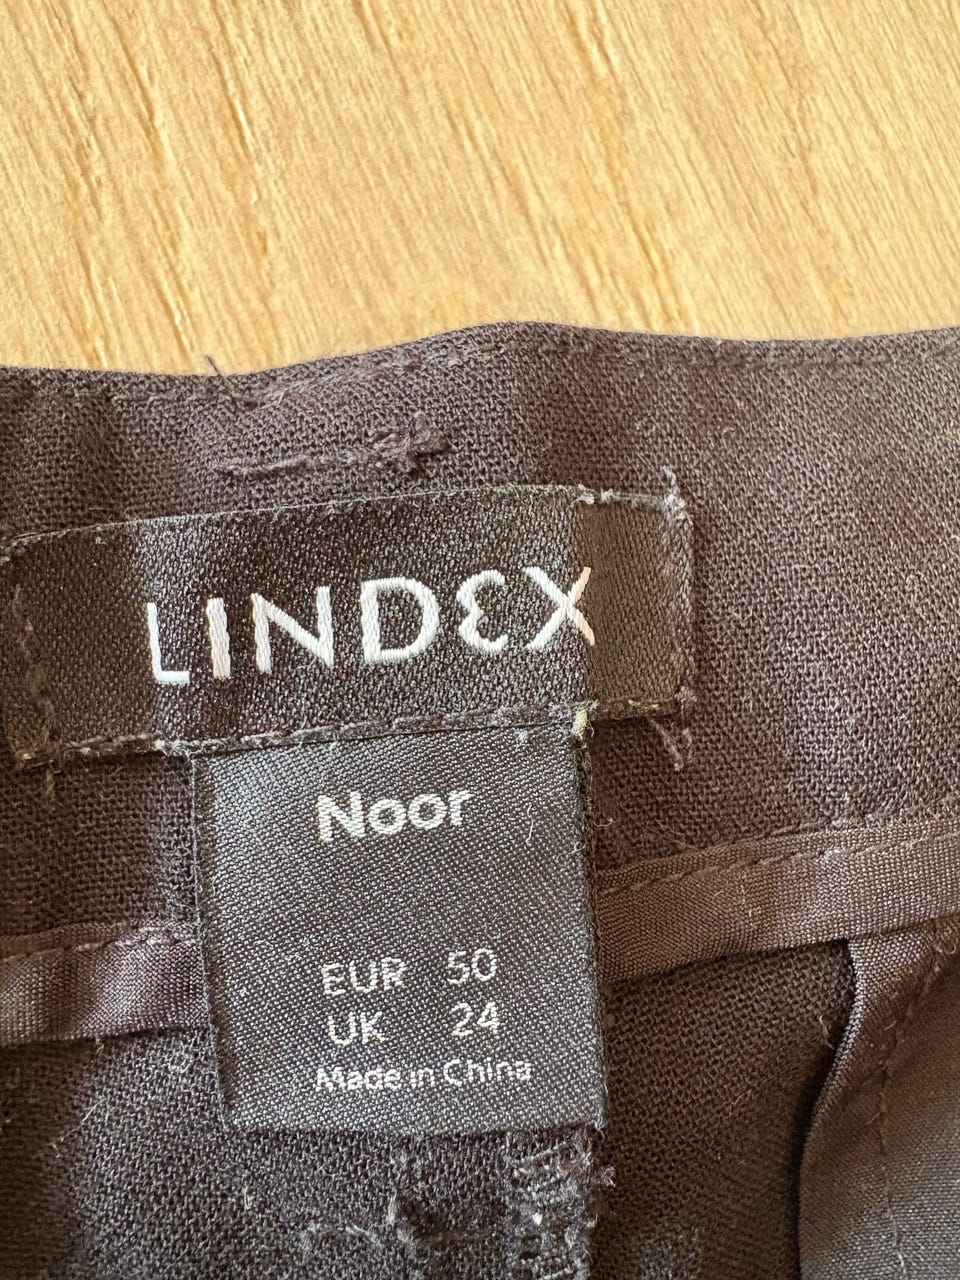 LINDEX
Noor
EUR 50
UK 24
Made in China